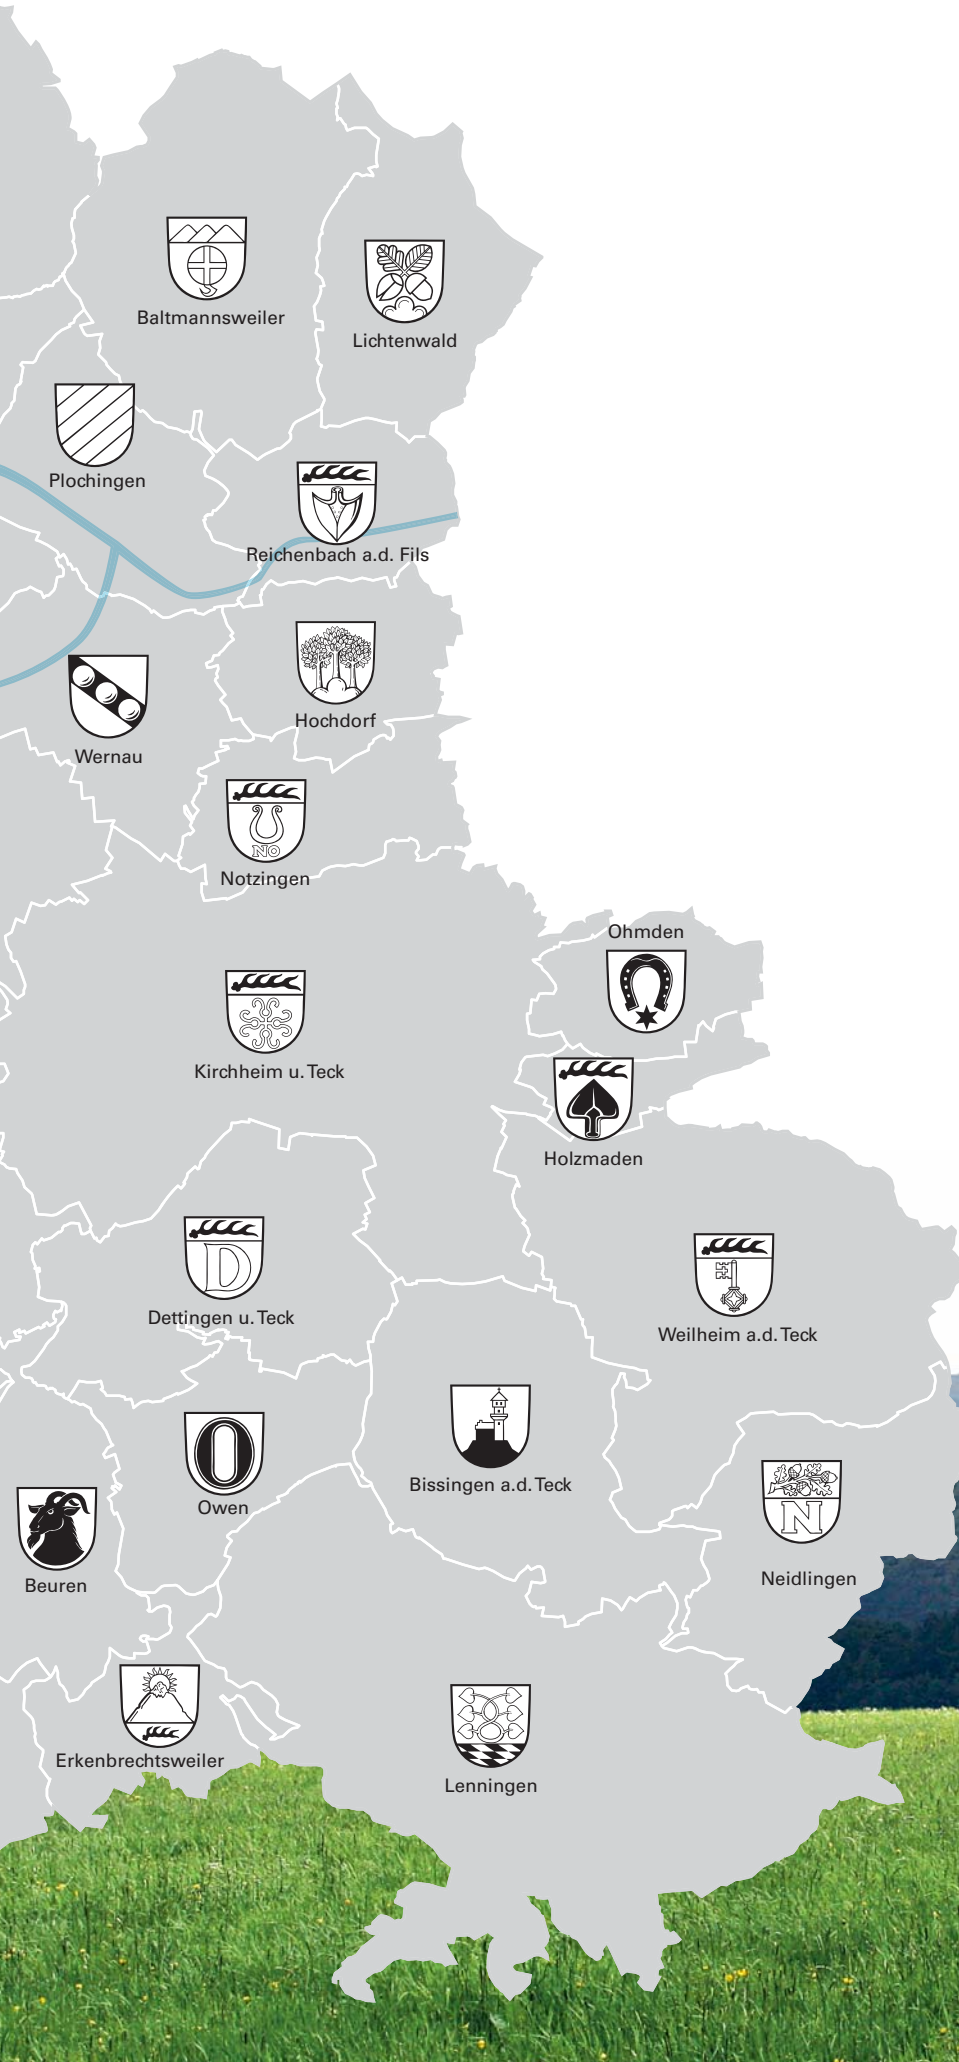 Baltmannsweiler
Lichtenwald
Plochingen
Reichenbach a.d. Fils
Hochdorf
Wernau
NO
Notzingen
Ohmden
Kirchheim u. Teck
Holzmaden
D
Dettingen u. Teck
Weilheim a.d. Teck
O
Owen
Bissingen a.d. Teck
N
Neidlingen
Beuren
Erkenbrechtsweiler
Lenningen